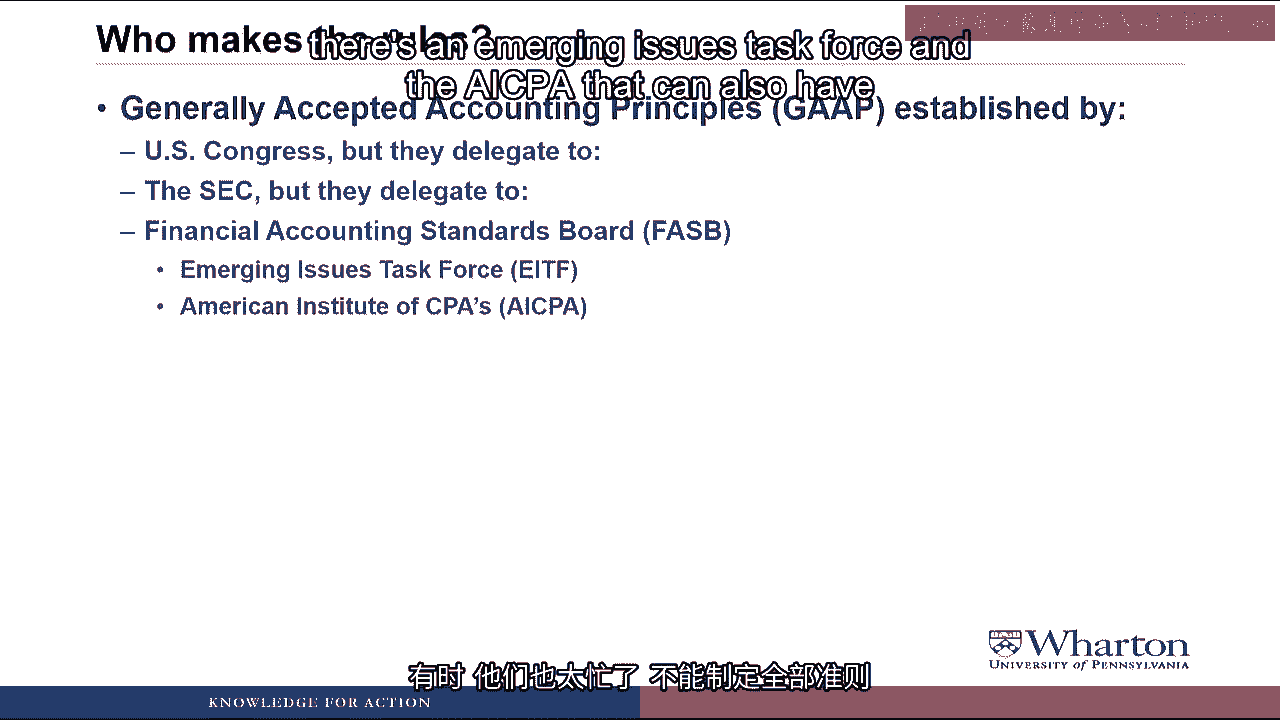 Who makes the rules?
there's an emerging issues task force and
the AICPA that can also have
• Generally Accepted Accounting Principles (GAAP) established by:
– U.S. Congress, but they delegate to:
– The SEC, but they delegate to:
– Financial Accounting Standards Board (FASB)
• Emerging Issues Task Force (EITF)
• American Institute of CPA's (AICPA)
Wharton
UNIVERSITY of PENNSYLVANIA
有时 他们也太忙了 不能制定全部准则
KNOWLEDGE FOR ACTION